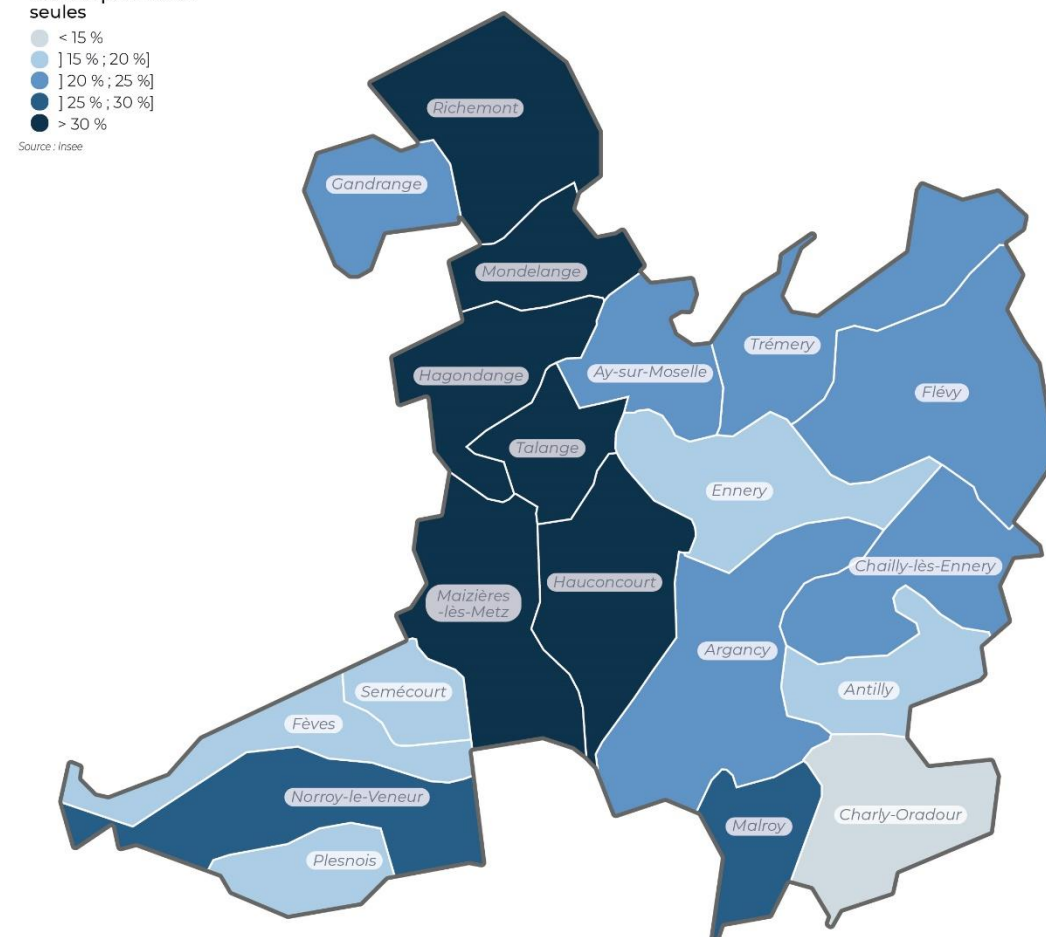 seules
< 15 %
] 15 % ; 20 %]
] 20 % ; 25 %]
] 25 % ; 30 %]
> 30 %
Source : Insee
Richemont
Gandrange
Mondelange
Trémery
Hagondange
Ay-sur-Moselle
Flévy
Talange
Ennery
Chailly-lès-Ennery
Hauconcourt
Maizières
-lès-Metz
Argancy
Semécourt
Antilly
Fèves
Norroy-le-Veneur
Charly-Oradour
Malroy
Plesnois